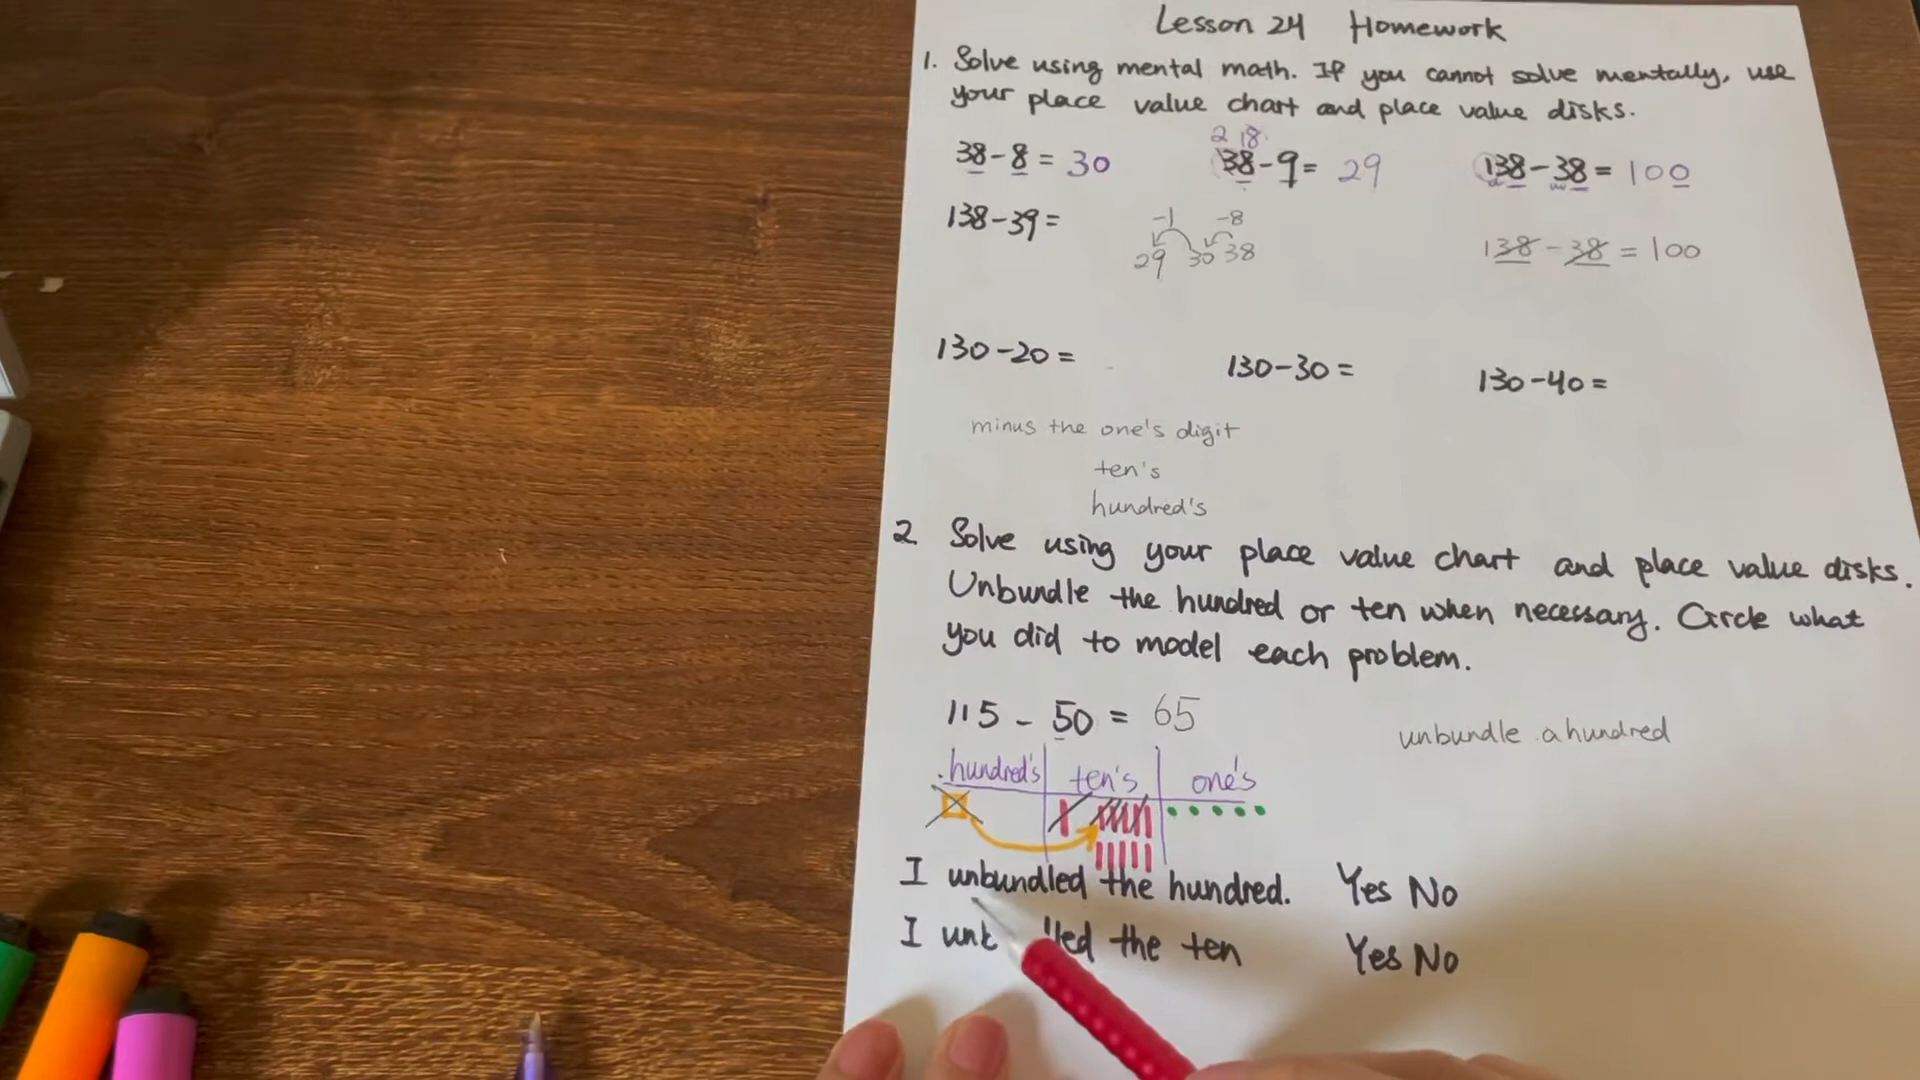 Lesson 24 Homework
1. Solve using mental math. If you cannot solve mentally, use
your place value chart and place value disks.
2 18
38-8 = 30 38-9= 29 138-38= 100
138-39=
-1 -8
29 30 38
138-38 = 100
130-20= 130-30= 130-40=
minus the one's digit
ten's
hundred's
2. Solve using your place value chart and place value disks.
Unbundle the hundred or ten when necessary. Circle what
you did to model each problem.
115 - 50 = 65
unbundle a hundred
hundred's ten's one's
I unbundled the hundred. Yes No
I the ten Yes No